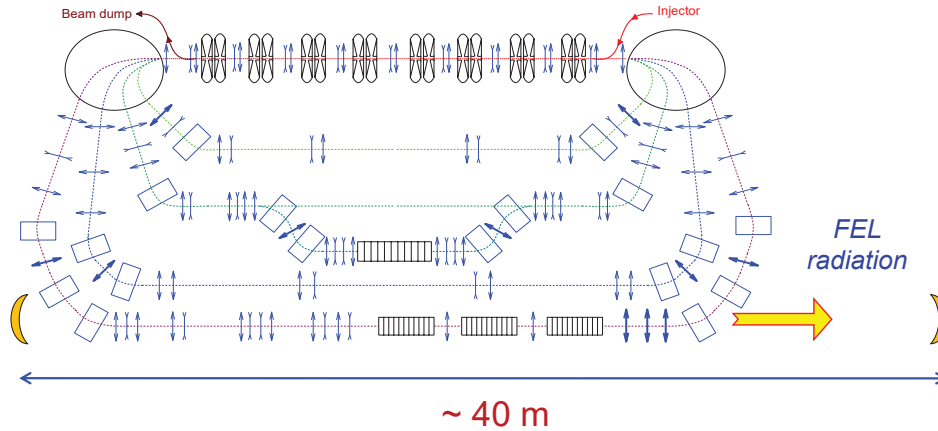 Beam dump
Injector
FEL
radiation
~ 40 m